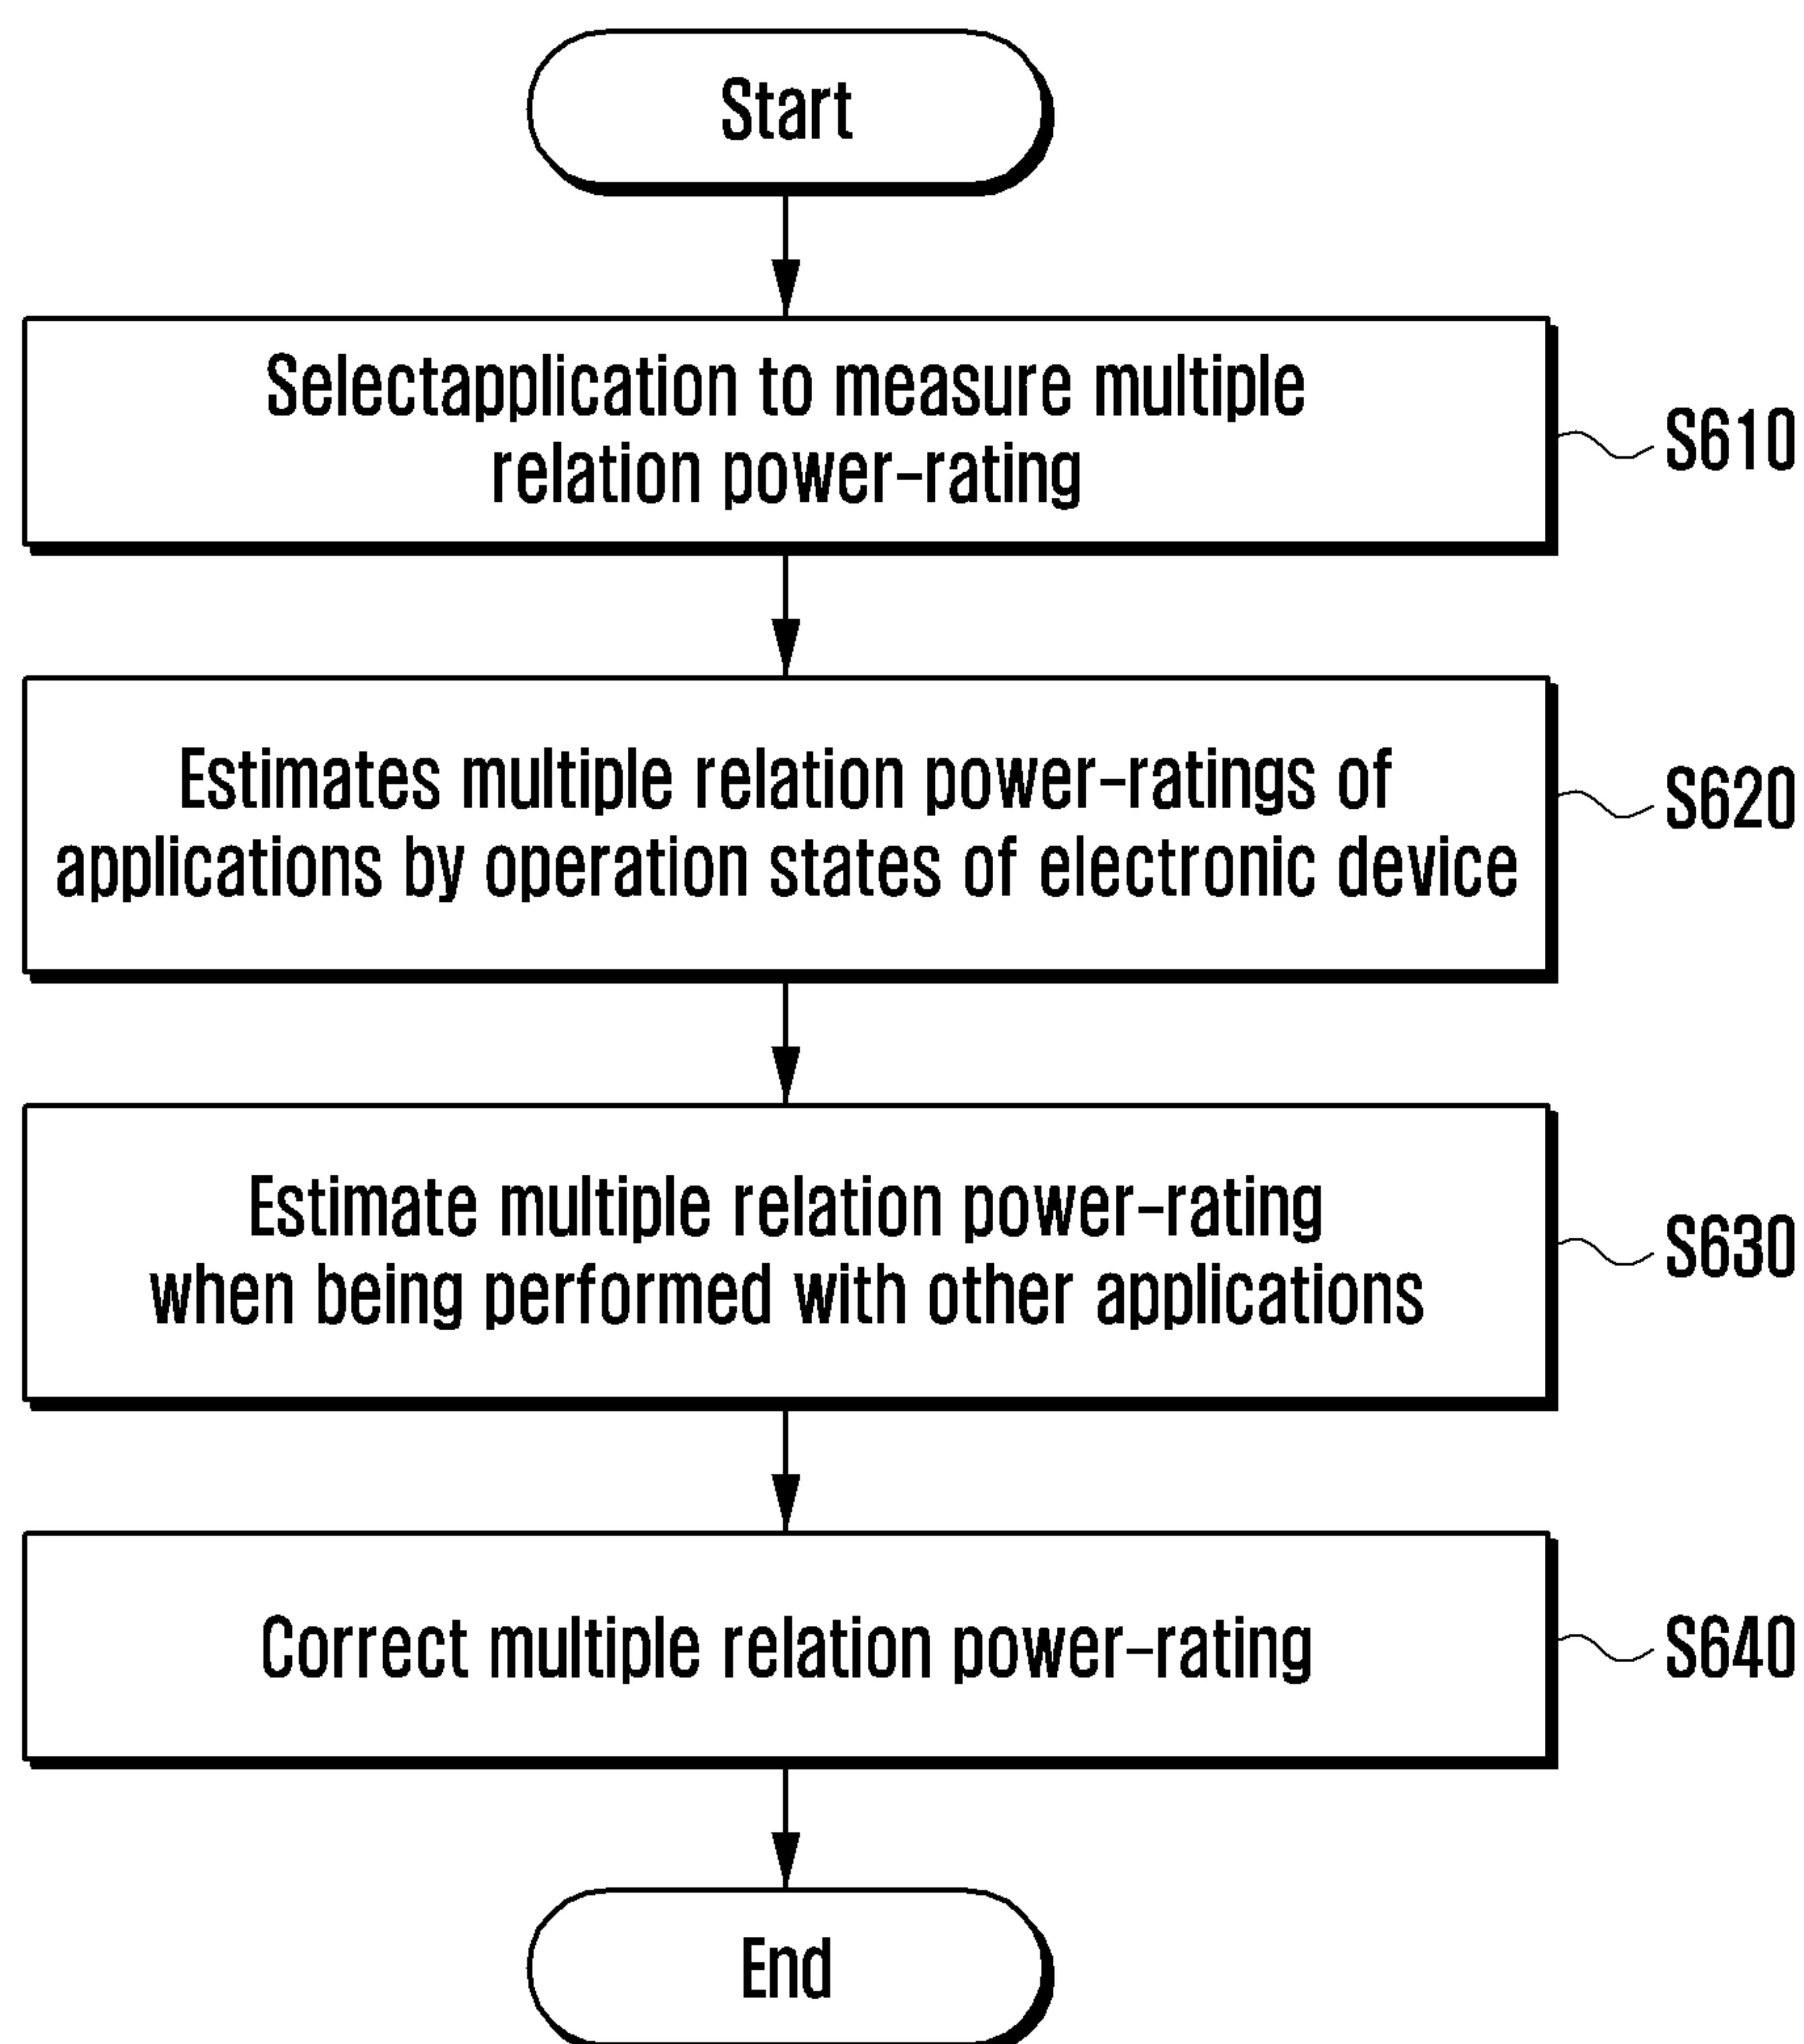 Start
Selectapplication to measure multiple
relation power-rating
S610
Estimates multiple relation power-ratings of
applications by operation states of electronic device
S620
Estimate multiple relation power-rating
when being performed with other applications
S630
Correct multiple relation power-rating
S640
End